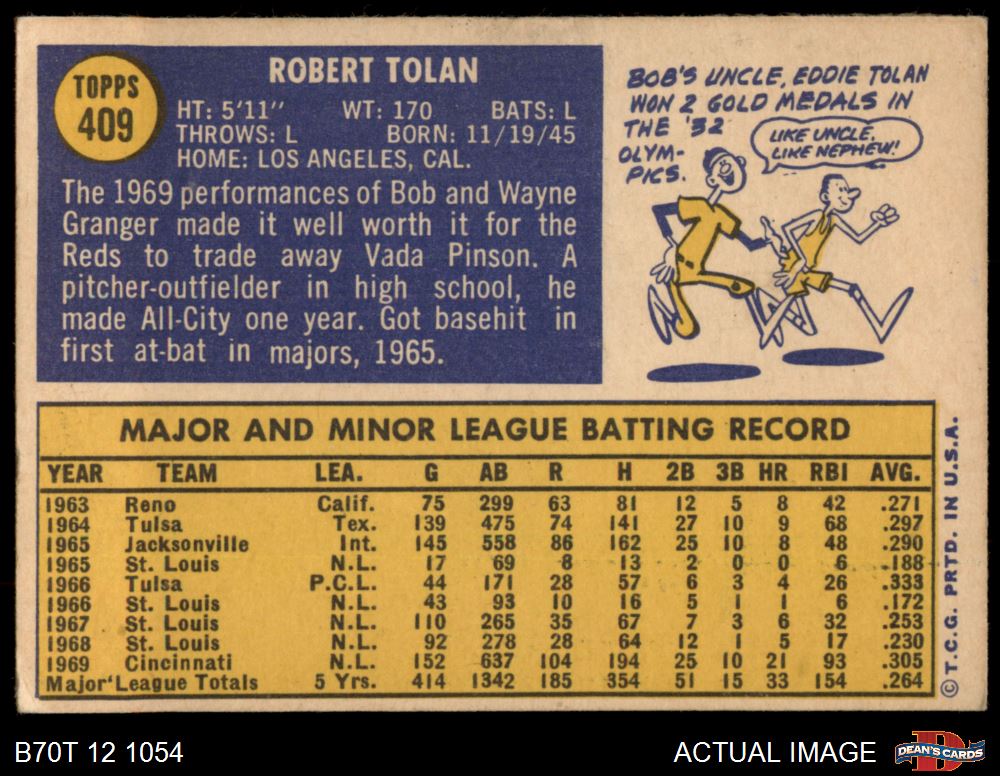 TOPPS
409
ROBERT TOLAN
HT: 5'11" WT: 170 BATS: L
THROWS: L BORN: 11/19/45
HOME: LOS ANGELES, CAL.
The 1969 performances of Bob and Wayne
Granger made it well worth it for the
Reds to trade away Vada Pinson. A
pitcher-outfielder in high school, he
made All-City one year. Got basehit in
first at-bat in majors, 1965.
BOB'S UNCLE, EDDIE TOLAN
WON 2 GOLD MEDALS IN
THE '32
OLYM-
PICS.
LIKE UNCLE,
LIKE NEPHEW!
MAJOR AND MINOR LEAGUE BATTING RECORD
YEAR TEAM LEA. G AB R H 2B 3B HR RBI AVG.
1963 Reno Calif. 75 299 63 81 12 5 8 42 .271
1964 Tulsa Tex. 139 475 74 141 27 10 9 68 .297
1965 Jacksonville Int. 145 558 86 162 25 10 8 48 .290
1965 St. Louis N.L. 17 69 8 13 2 0 0 6 .188
1966 Tulsa P.C.L. 44 171 28 57 6 3 4 26 .333
1966 St. Louis N.L. 43 93 10 16 5 1 1 6 .172
1967 St. Louis N.L. 110 265 35 67 7 3 6 32 .253
1968 St. Louis N.L. 92 278 28 64 12 1 5 17 .230
1969 Cincinnati N.L. 152 637 104 194 25 10 21 93 .305
Major League Totals 5 Yrs. 414 1342 185 354 51 15 33 154 .264
© T.C.G. PRTD. IN U.S.A.
B70T 12 1054
ACTUAL IMAGE
DEAN'S CARDS